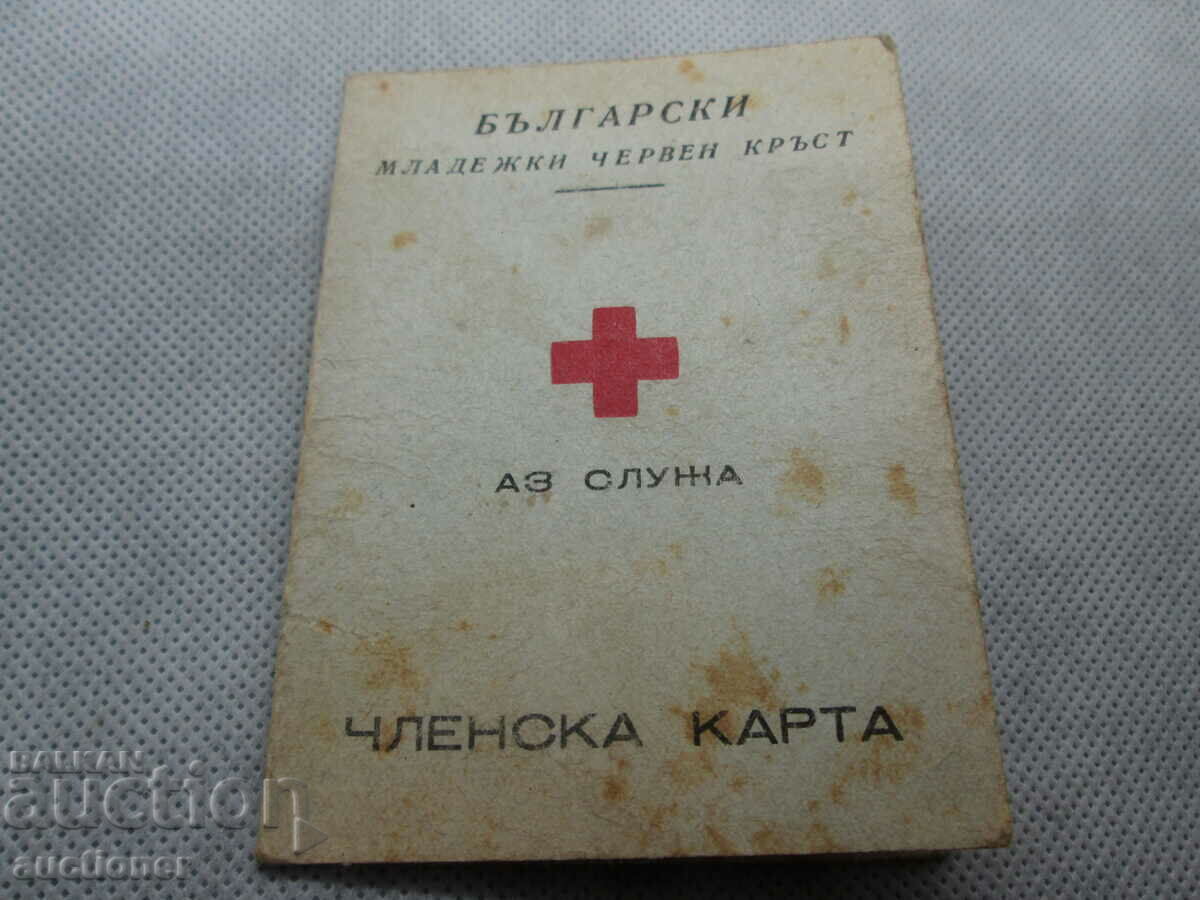 БЪЛГАРСКИ
МЛАДЕЖКИ ЧЕРВЕН КРЪСТ
АЗ СЛУЖА
ЧЛЕНСКА КАРТА
BALKAN
auction
auctioner